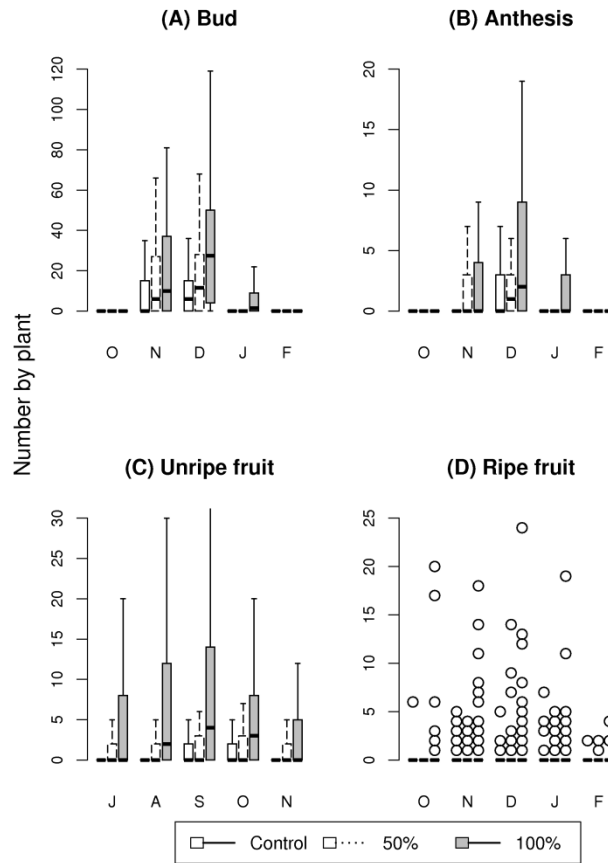 (A) Bud
(B) Anthesis
120
100
80
60
40
20
0
O N D J F
20
15
10
5
0
O N D J F
Number by plant
(C) Unripe fruit
(D) Ripe fruit
30
25
20
15
10
5
0
J A S O N
25
20
15
10
5
0
O N D J F
Control 50% 100%